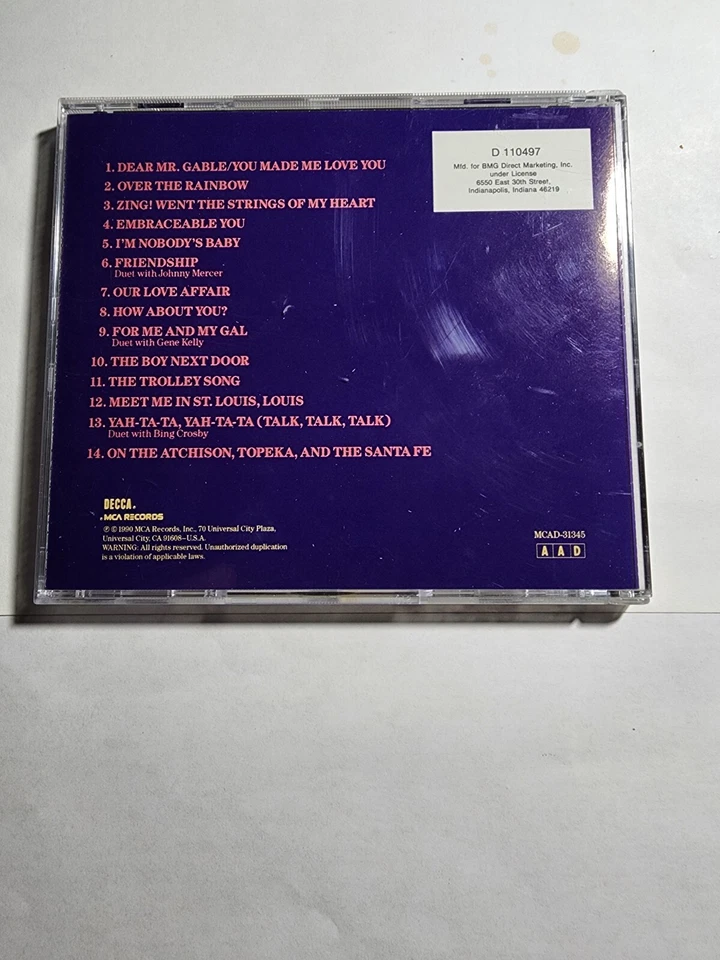 D 110497
Mfd. for BMG Direct Marketing, Inc.
under License
6550 East 30th Street,
Indianapolis, Indiana 46219
1. DEAR MR. GABLE/YOU MADE ME LOVE YOU
2. OVER THE RAINBOW
3. ZING! WENT THE STRINGS OF MY HEART
4. EMBRACEABLE YOU
5. I'M NOBODY'S BABY
6. FRIENDSHIP
Duet with Johnny Mercer
7. OUR LOVE AFFAIR
8. HOW ABOUT YOU?
9. FOR ME AND MY GAL
Duet with Gene Kelly
10. THE BOY NEXT DOOR
11. THE TROLLEY SONG
12. MEET ME IN ST. LOUIS, LOUIS
13. YAH-TA-TA, YAH-TA-TA (TALK, TALK, TALK)
Duet with Bing Crosby
14. ON THE ATCHISON, TOPEKA, AND THE SANTA FE
DECCA.
.MCA RECORDS
℗ © 1990 MCA Records, Inc., 70 Universal City Plaza,
Universal City, CA 91608–U.S.A.
WARNING: All rights reserved. Unauthorized duplication
is a violation of applicable laws.
MCAD-31345
A A D